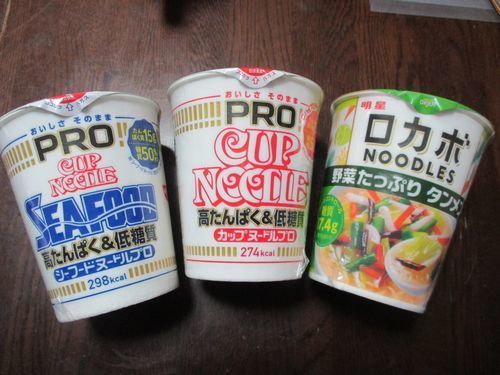 おいしさ そのまま
PRO
たんぱく質15g
50%
CUP
NOODLE
SEAFOOD
高たんぱく&低糖質
シーフードヌードルプロ
298kcal
おいしさ そのまま
PRO
CUP
NOODLE
高たんぱく&低糖質
カップヌードルプロ
274kcal
明星
ロカボ
NOODLES
野菜たっぷり タンメン
糖質
17.4g